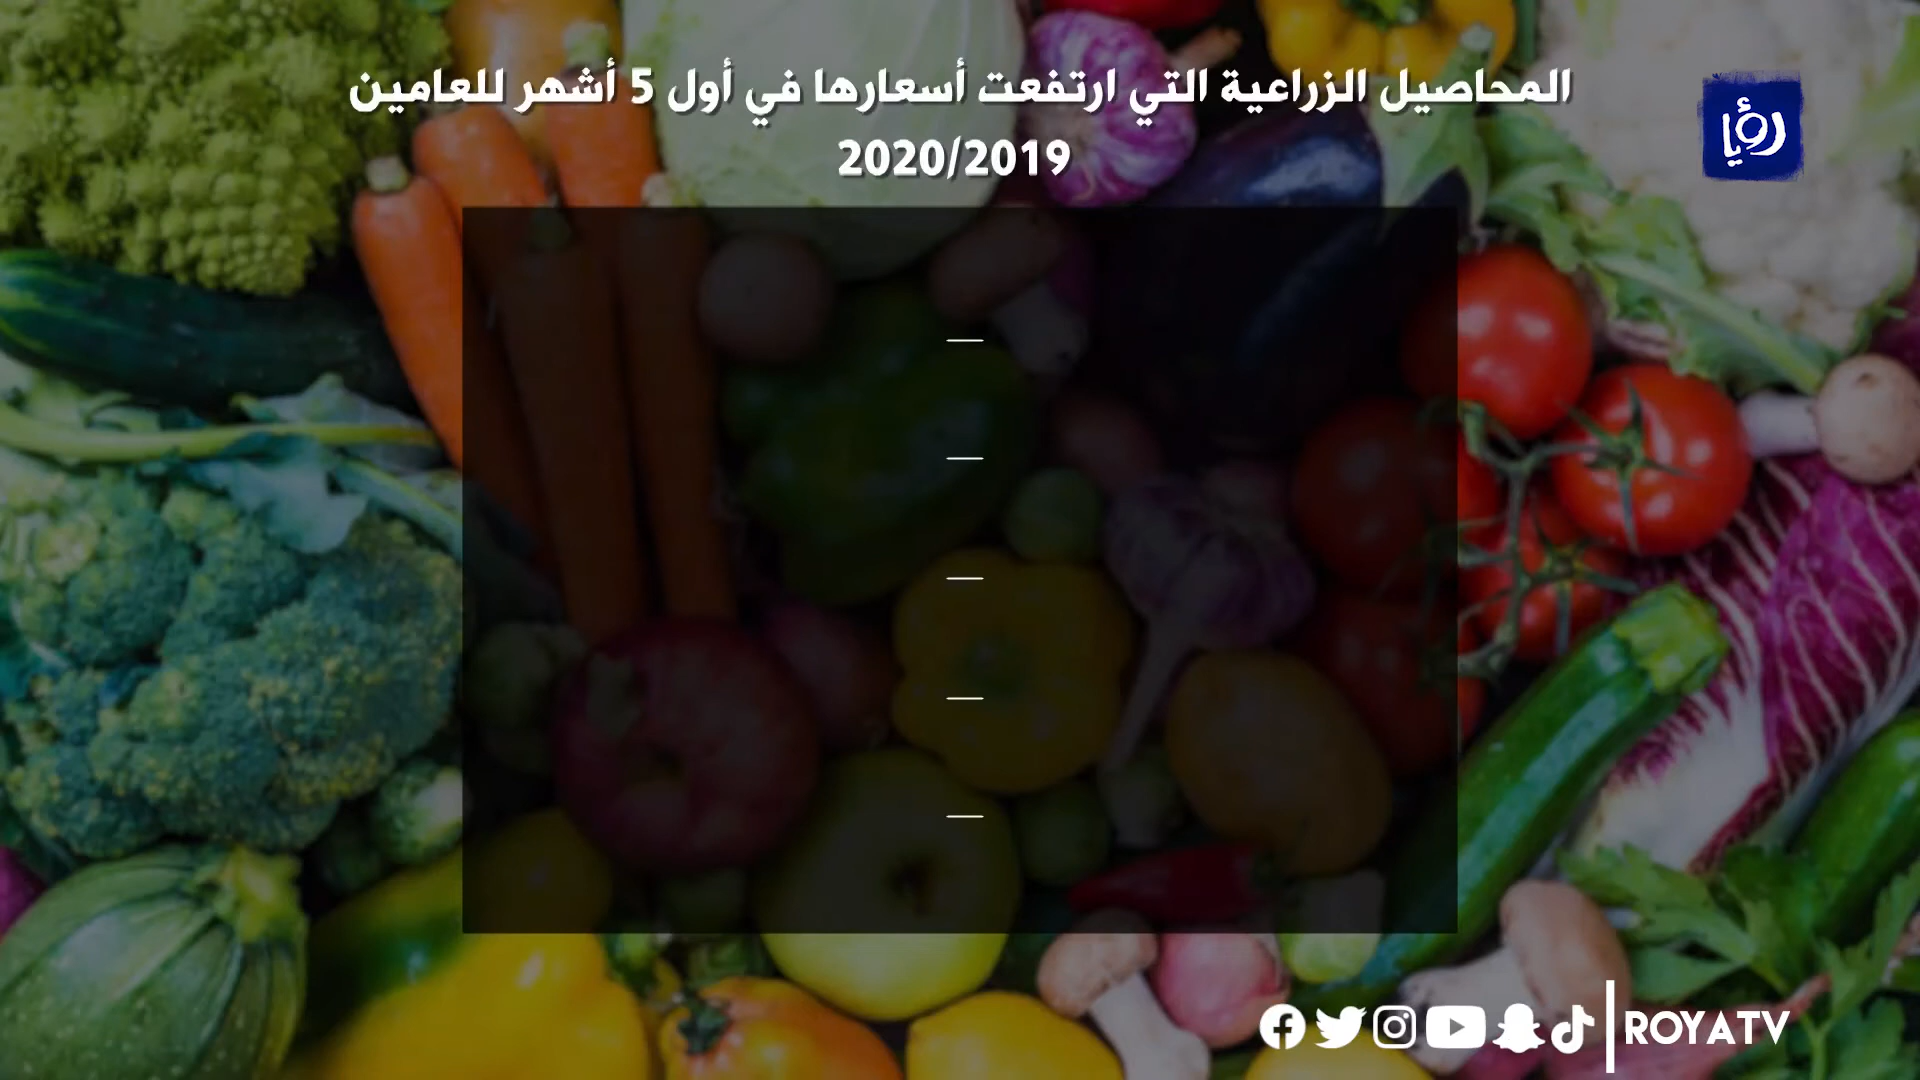 المحاصيل الزراعية التي ارتفعت أسعارها في أول 5 أشهر للعامين
2020/2019
رؤيا
ROYATV